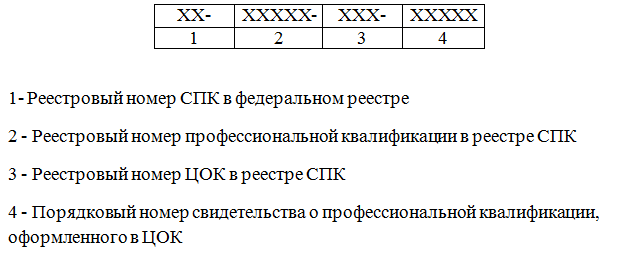 XX- XXXXX- XXX- XXXXX
1 2 3 4
1- Реестровый номер СПК в федеральном реестре
2 - Реестровый номер профессиональной квалификации в реестре СПК
3 - Реестровый номер ЦОК в реестре СПК
4 - Порядковый номер свидетельства о профессиональной квалификации,
оформленного в ЦОК